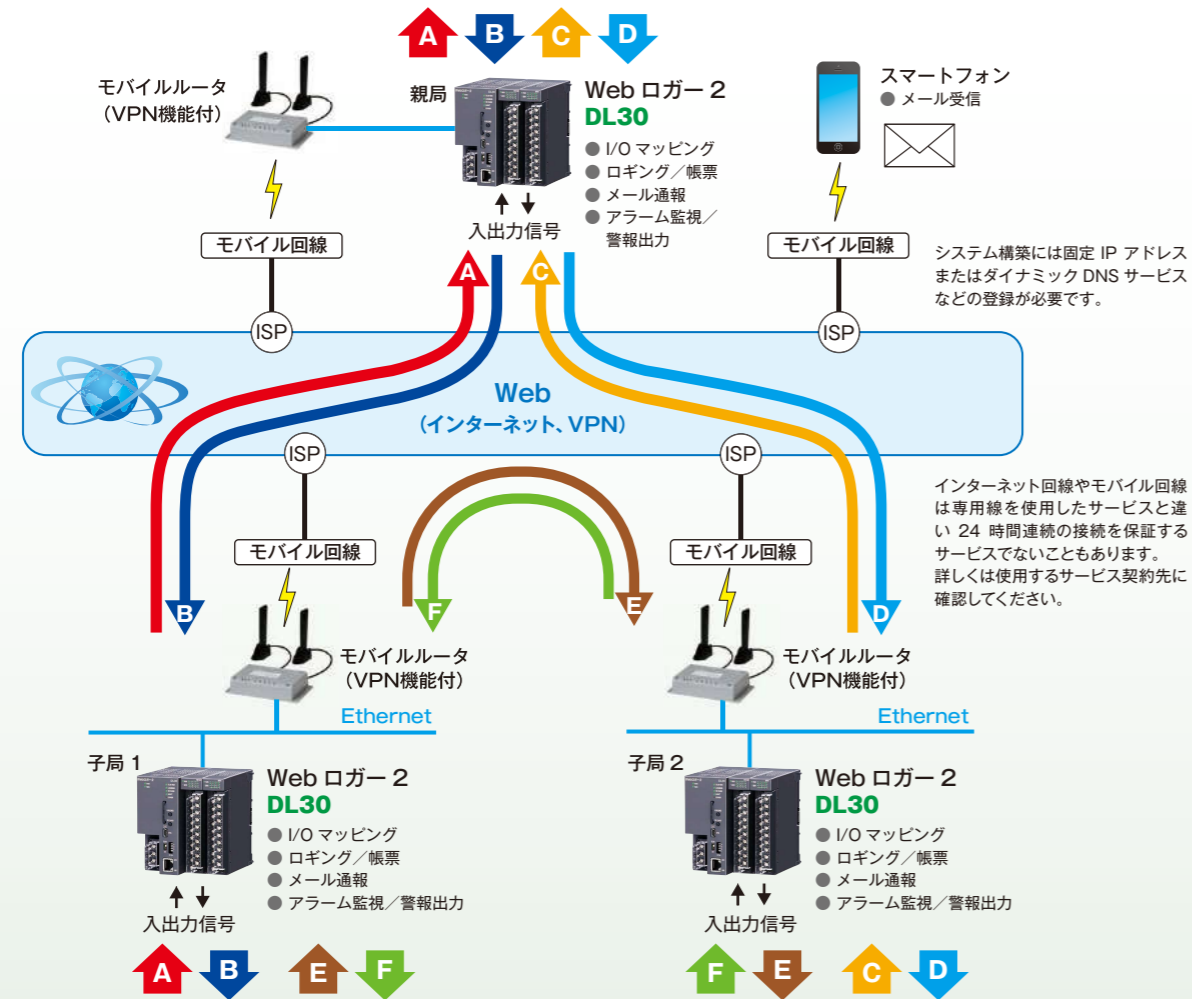 A B C D
モバイルルータ
（VPN機能付）
親局
Web ロガー 2
DL30
● I/O マッピング
● ロギング／帳票
● メール通報
● アラーム監視／
警報出力
入出力信号
スマートフォン
● メール受信
モバイル回線
モバイル回線
A
C
システム構築には固定 IP アドレス
またはダイナミック DNS サービス
などの登録が必要です。
ISP
ISP
Web
（インターネット、VPN）
ISP
ISP
インターネット回線やモバイル回線
は専用線を使用したサービスと違
い 24 時間連続の接続を保証する
サービスでないこともあります。
詳しくは使用するサービス契約先に
確認してください。
モバイル回線
モバイル回線
B
F
E
D
モバイルルータ
（VPN機能付）
モバイルルータ
（VPN機能付）
Ethernet
Ethernet
子局 1
Web ロガー 2
DL30
● I/O マッピング
● ロギング／帳票
● メール通報
● アラーム監視／警報出力
入出力信号
A B E F
子局 2
Web ロガー 2
DL30
● I/O マッピング
● ロギング／帳票
● メール通報
● アラーム監視／警報出力
入出力信号
F E C D